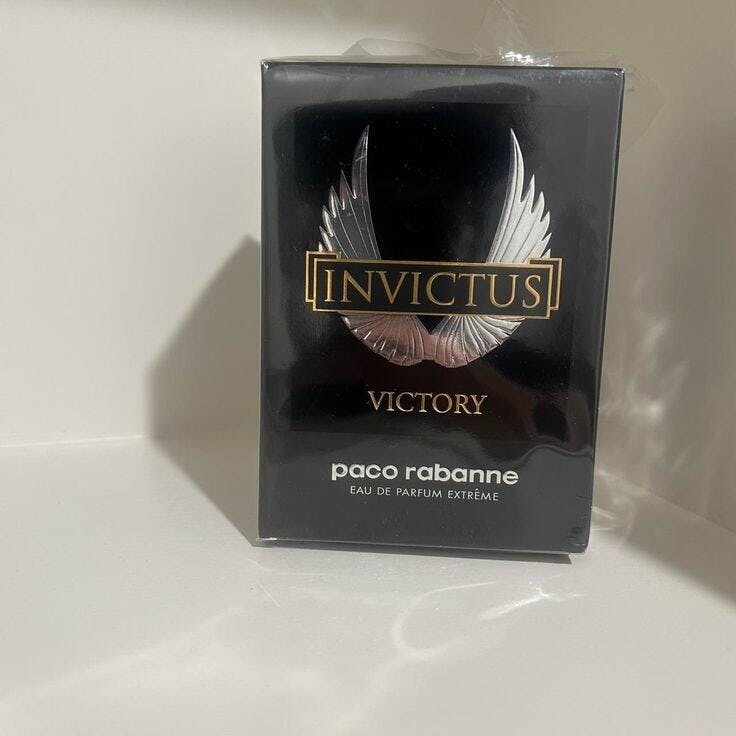 INVICTUS
VICTORY
paco rabanne
EAU DE PARFUM EXTRÊME